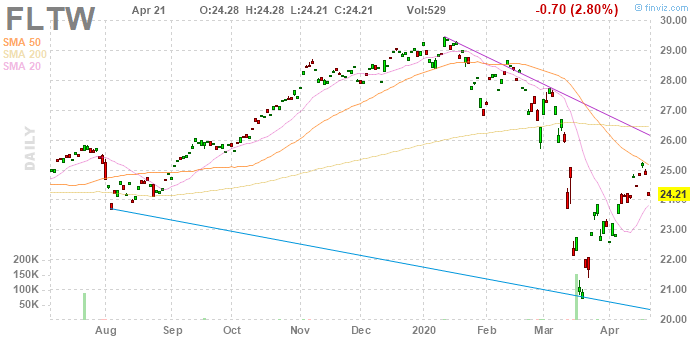 FLTW
Apr 21 O:24.28 H:24.28 L:24.21 C:24.21 Vol:529 -0.70 (2.80%)
© finviz.com
SMA 50
SMA 200
SMA 20
DAILY
30.00
29.00
28.00
27.00
26.00
25.00
24.21
24.00
23.00
22.00
21.00
20.00
200K
150K
100K
50K
Aug Sep Oct Nov Dec 2020 Feb Mar Apr